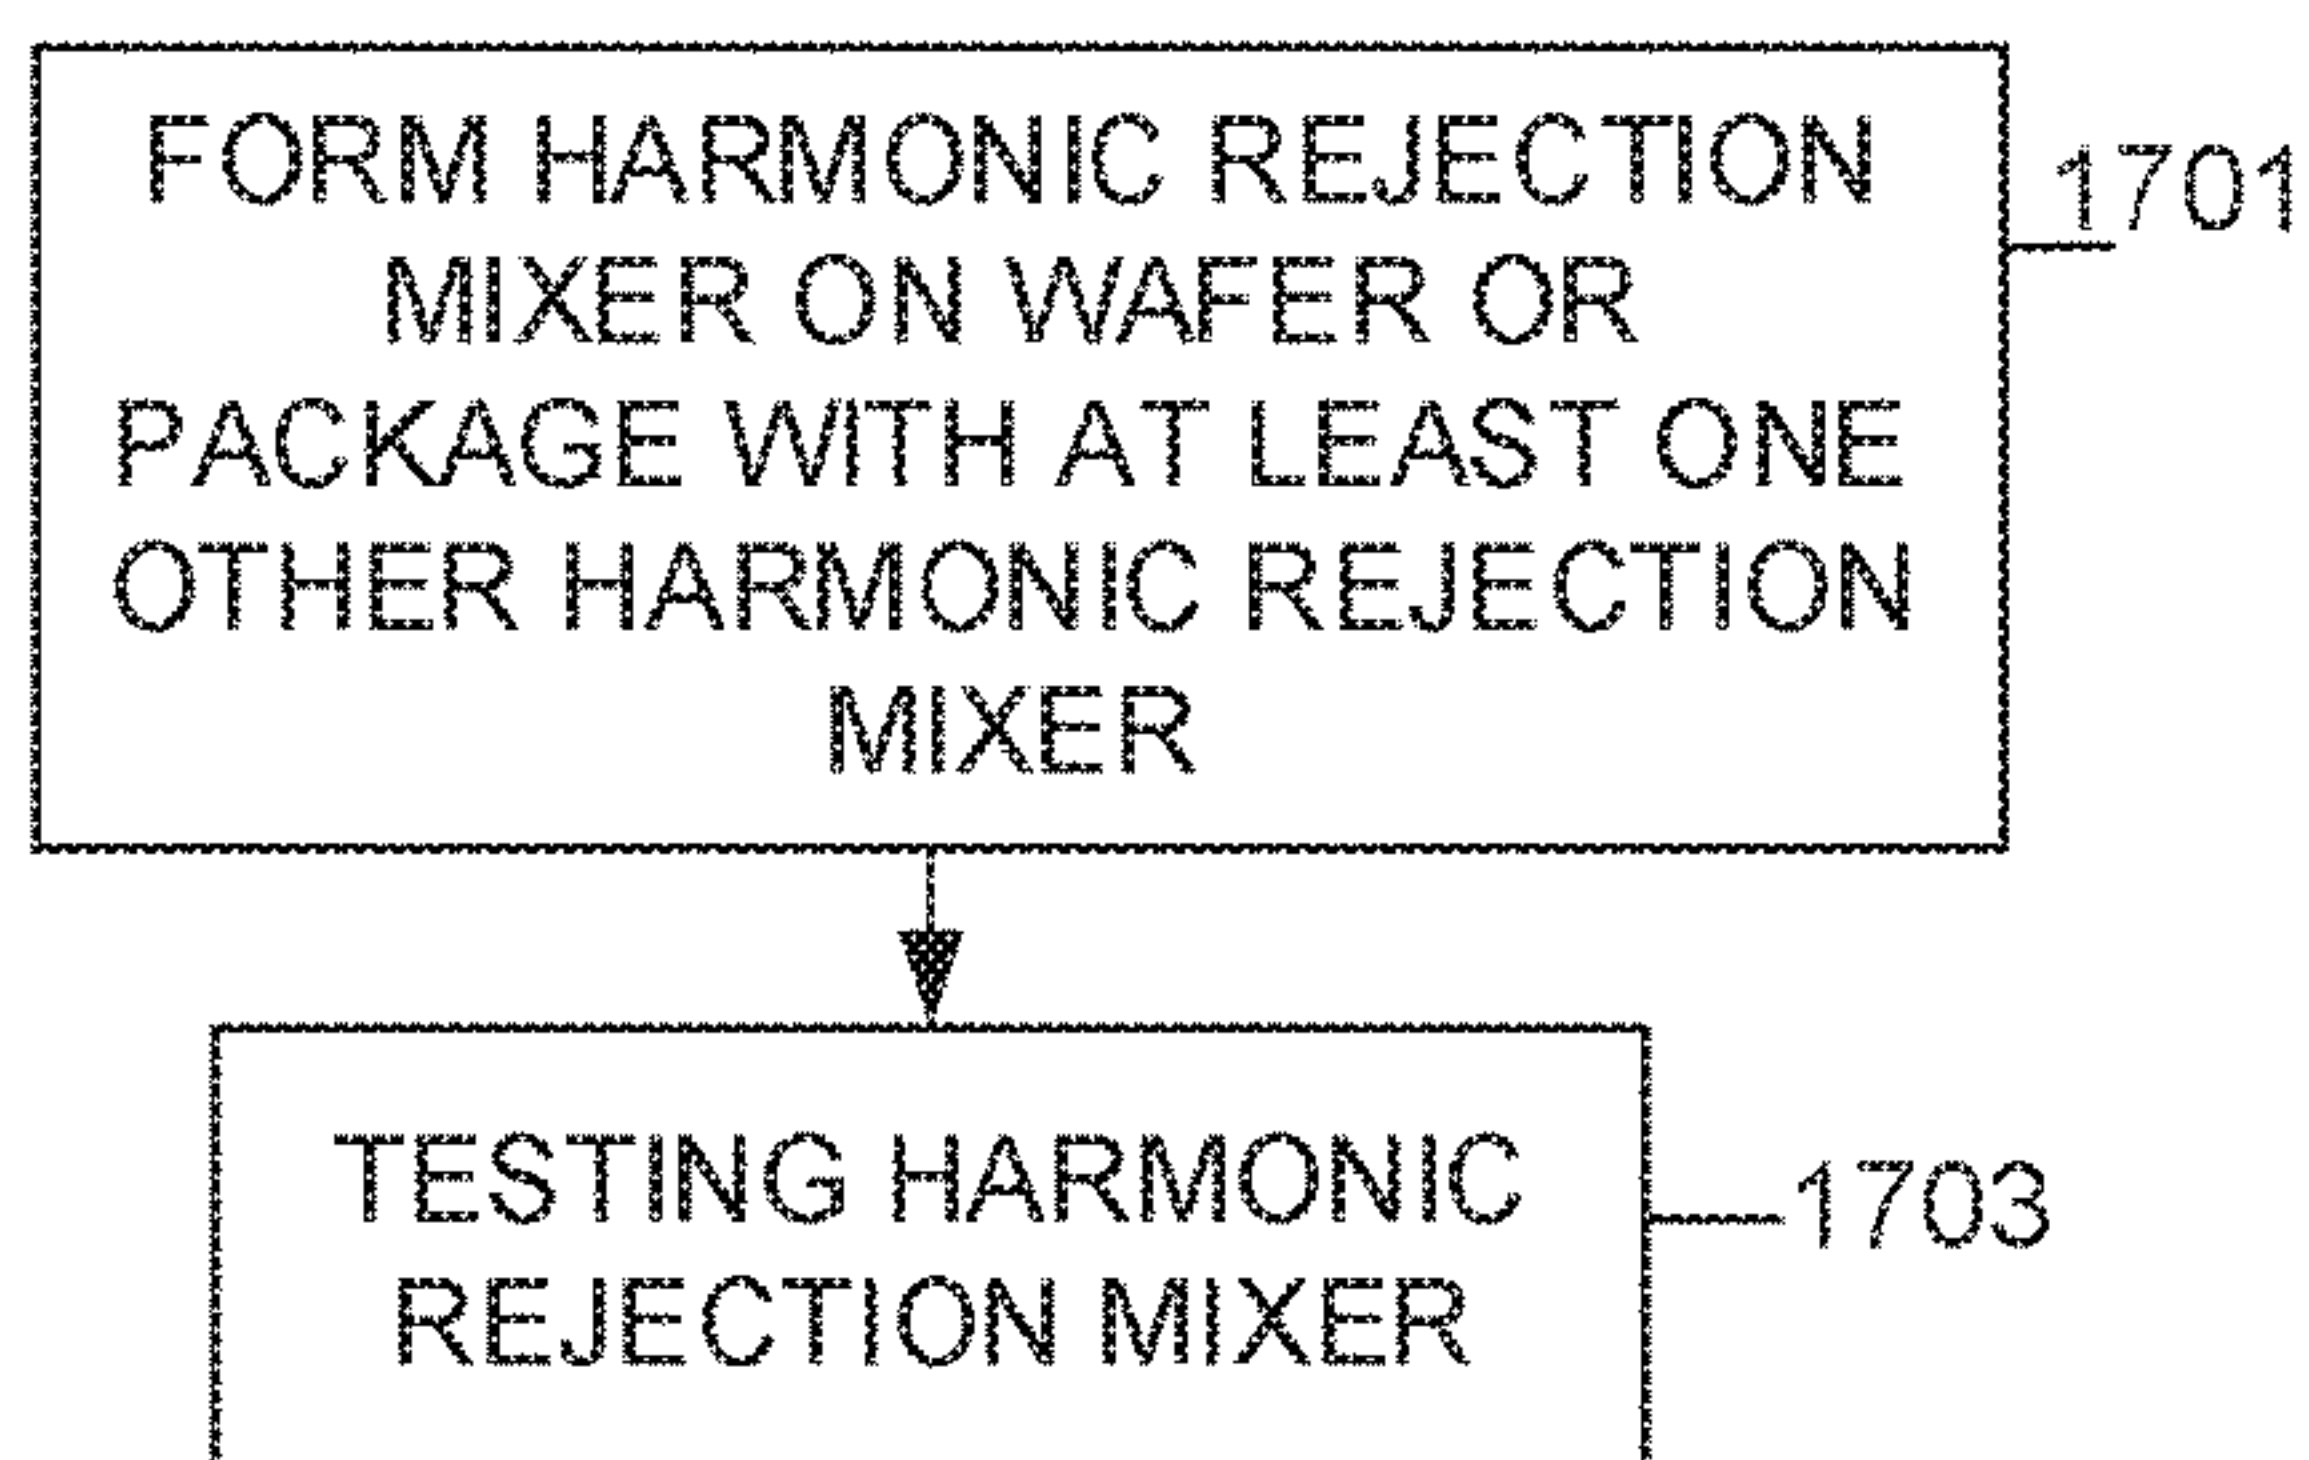 FORM HARMONIC REJECTION
MIXER ON WAFER OR
PACKAGE WITH AT LEAST ONE
OTHER HARMONIC REJECTION
MIXER
1701
TESTING HARMONIC
REJECTION MIXER
1703